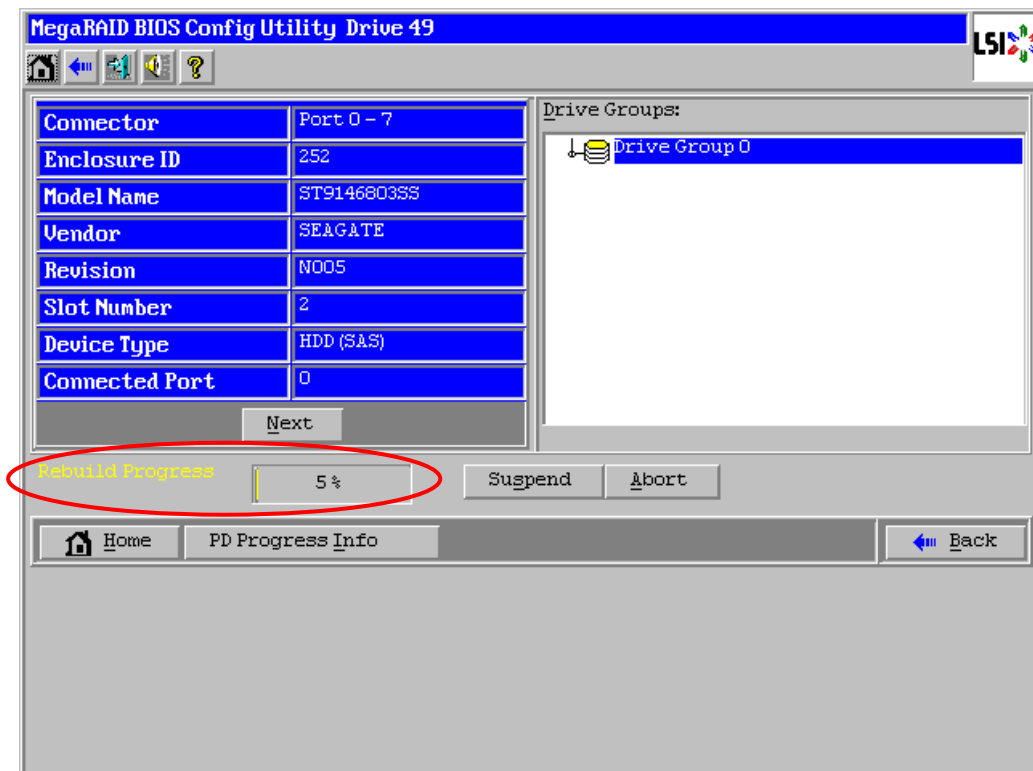 MegaRAID BIOS Config Utility Drive 49
LSI
?
Connector Port 0 – 7
Enclosure ID 252
Model Name ST9146803SS
Vendor SEAGATE
Revision N005
Slot Number 2
Device Type HDD (SAS)
Connected Port 0
Next
Drive Groups:
Drive Group 0
Rebuild Progress 5 % Suspend Abort
Home PD Progress Info Back